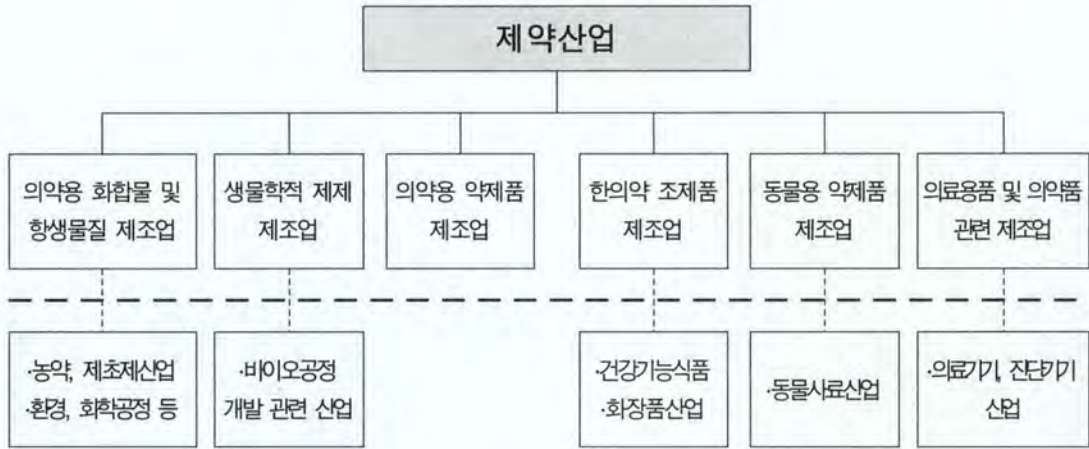 제약산업
의약용 화합물 및
항생물질 제조업
생물학적 제제
제조업
의약용 약제품
제조업
한의약 조제품
제조업
동물용 약제품
제조업
의료용품 및 의약품
관련 제조업
·농약, 제초제산업
·환경, 화학공정 등
·바이오공정
개발 관련 산업
·건강기능식품
·화장품산업
·동물사료산업
·의료기기, 진단기기
산업